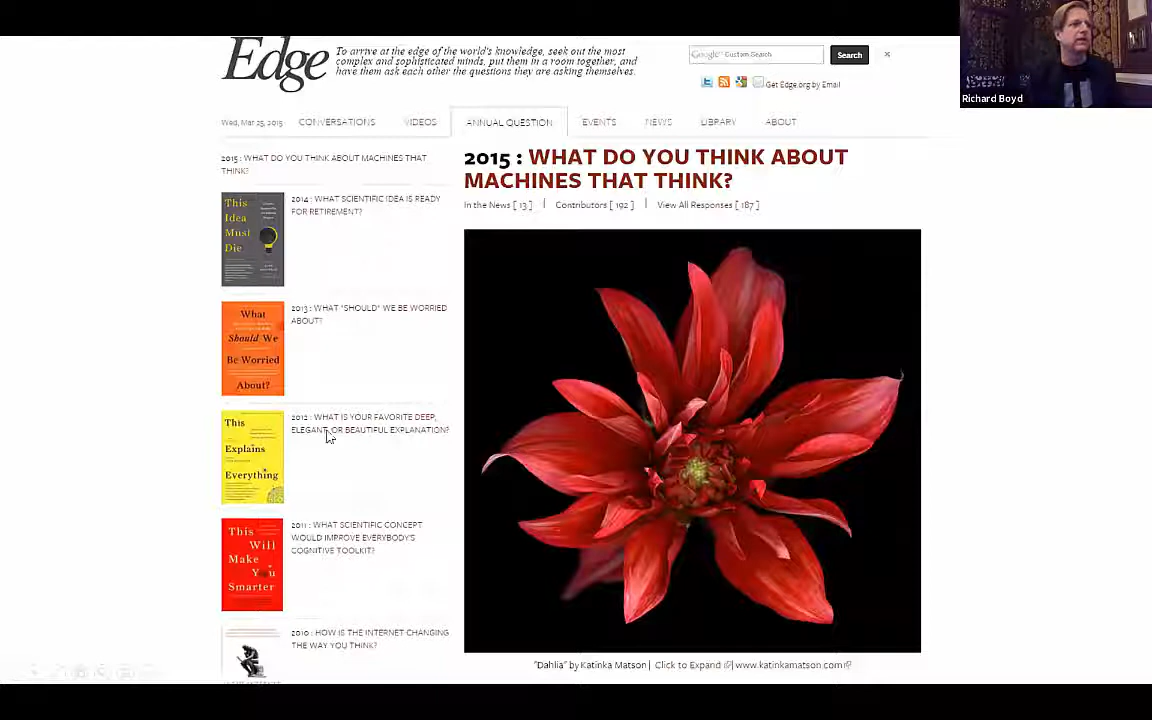 Edge
To arrive at the edge of the world's knowledge, seek out the most
complex and sophisticated minds, put them in a room together, and
have them ask each other the questions they are asking themselves.
Google™ Custom Search
Search
×
Get Edge.org by Email
Richard Boyd
Wed, Mar 25, 2015
CONVERSATIONS
VIDEOS
ANNUAL QUESTION
EVENTS
NEWS
LIBRARY
ABOUT
2015 : WHAT DO YOU THINK ABOUT MACHINES THAT
THINK?
This
Idea
Must
Die
2014 : WHAT SCIENTIFIC IDEA IS READY
FOR RETIREMENT?
What
Should We
Be Worried
About?
2013 : WHAT *SHOULD* WE BE WORRIED
ABOUT?
This
Explains
Everything
2012 : WHAT IS YOUR FAVORITE DEEP,
ELEGANT, OR BEAUTIFUL EXPLANATION?
This
Will
Make
You
Smarter
2011 : WHAT SCIENTIFIC CONCEPT
WOULD IMPROVE EVERYBODY'S
COGNITIVE TOOLKIT?
2010 : HOW IS THE INTERNET CHANGING
THE WAY YOU THINK?
2015 : WHAT DO YOU THINK ABOUT
MACHINES THAT THINK?
In the News [ 13 ] | Contributors [ 192 ] | View All Responses [ 187 ]
"Dahlia" by Katinka Matson | Click to Expand | www.katinkamatson.com